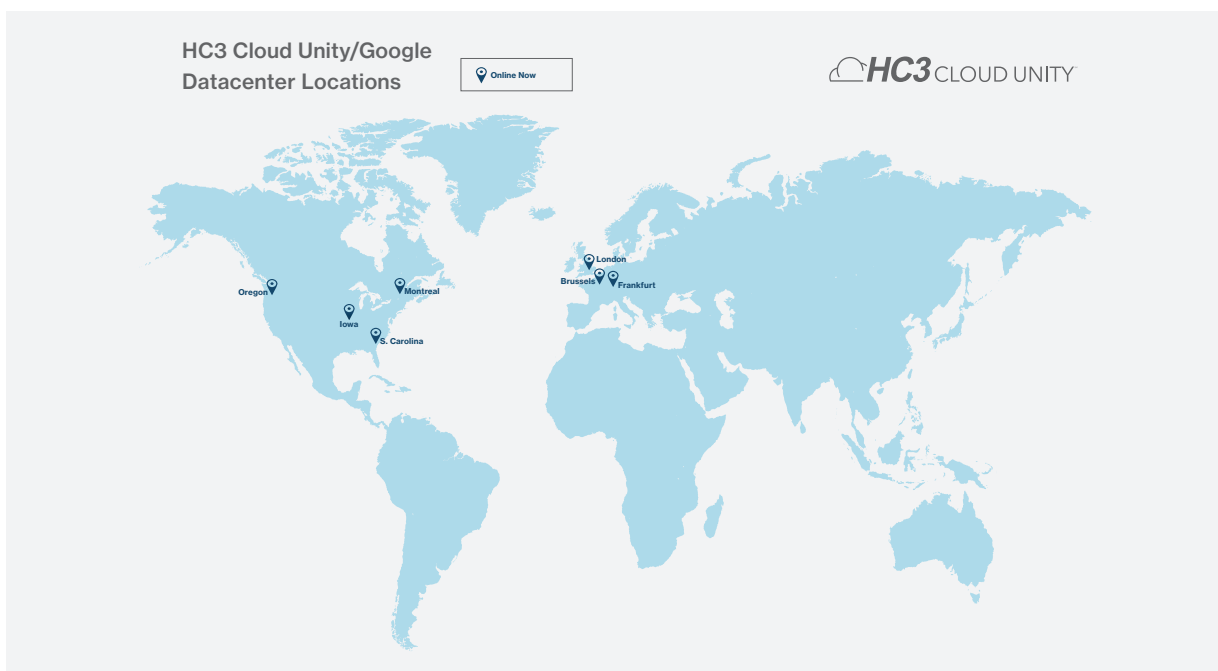 HC3 Cloud Unity/Google
Datacenter Locations
Online Now
HC3 CLOUD UNITY
London
Brussels
Frankfurt
Oregon
Montreal
Iowa
S. Carolina